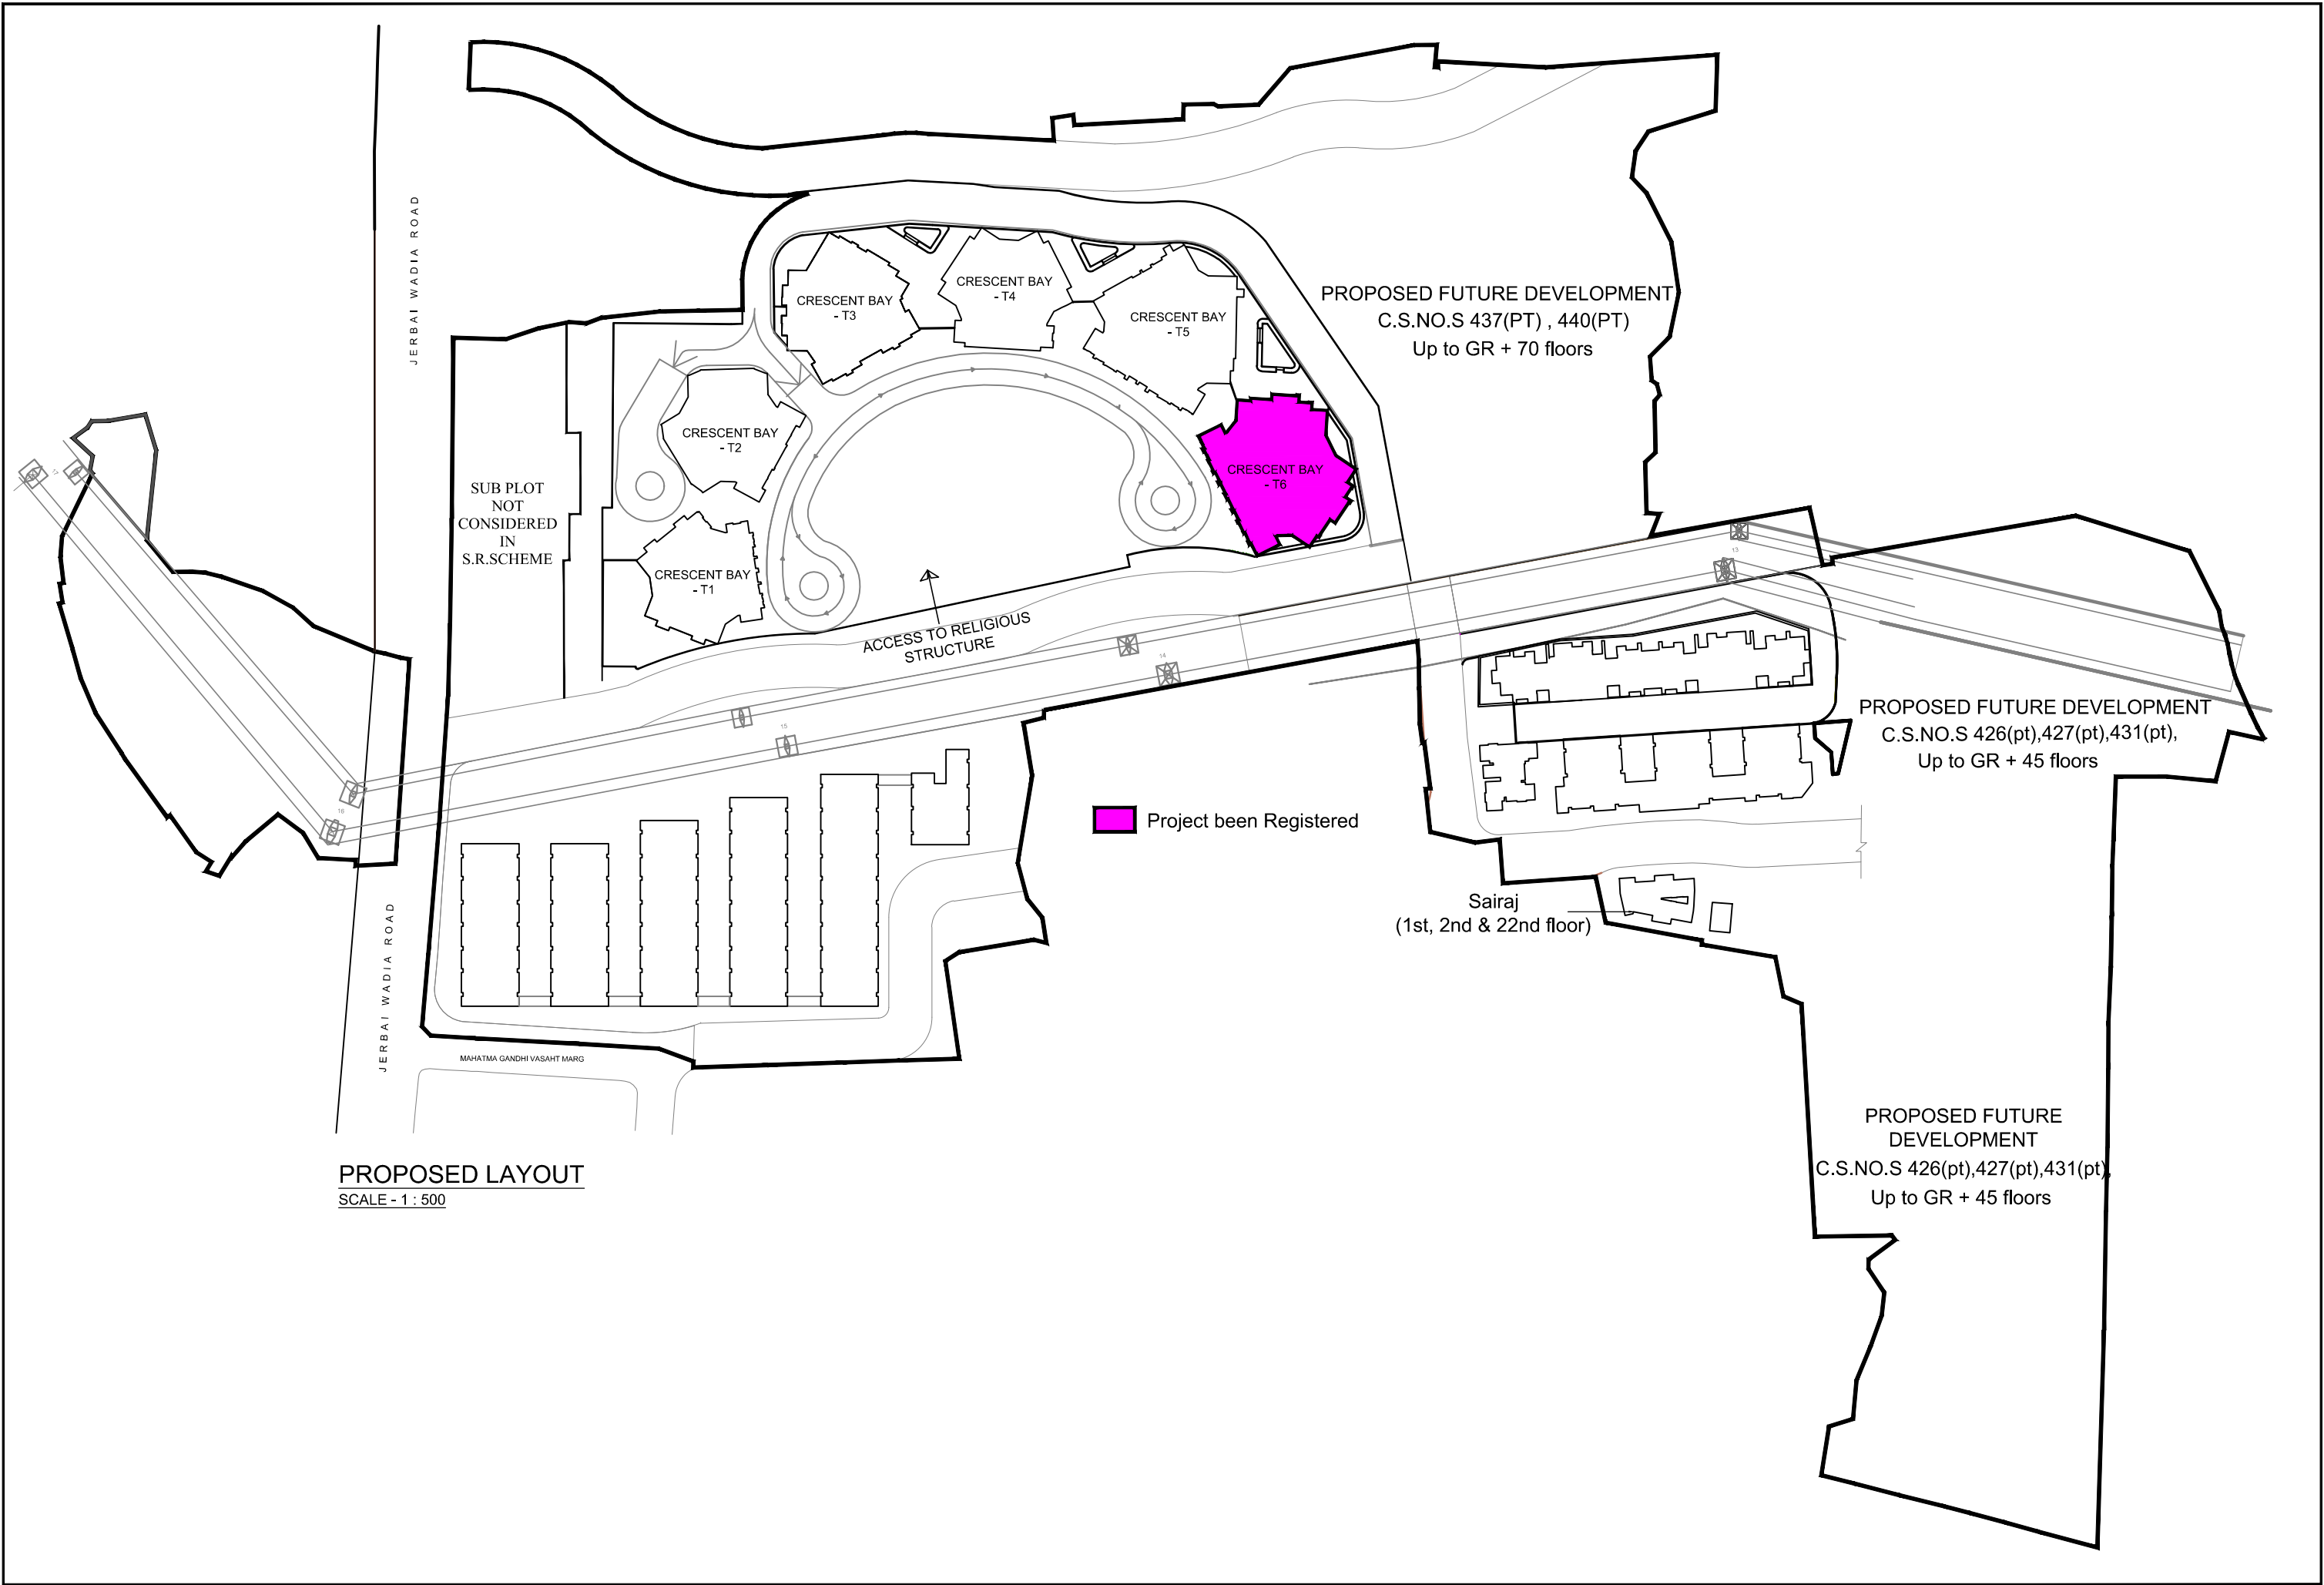 JERBAI WADIA ROAD
CRESCENT BAY
- T3
CRESCENT BAY
- T4
CRESCENT BAY
- T5
PROPOSED FUTURE DEVELOPMENT
C.S.NO.S 437(PT) , 440(PT)
Up to GR + 70 floors
CRESCENT BAY
- T2
CRESCENT BAY
- T6
SUB PLOT
NOT
CONSIDERED
IN
S.R.SCHEME
CRESCENT BAY
- T1
ACCESS TO RELIGIOUS
STRUCTURE
13
14
15
16
PROPOSED FUTURE DEVELOPMENT
C.S.NO.S 426(pt),427(pt),431(pt),
Up to GR + 45 floors
Project been Registered
Sairaj
(1st, 2nd & 22nd floor)
JERBAI WADIA ROAD
MAHATMA GANDHI VASAHT MARG
PROPOSED FUTURE
DEVELOPMENT
C.S.NO.S 426(pt),427(pt),431(pt),
Up to GR + 45 floors
PROPOSED LAYOUT
SCALE - 1 : 500